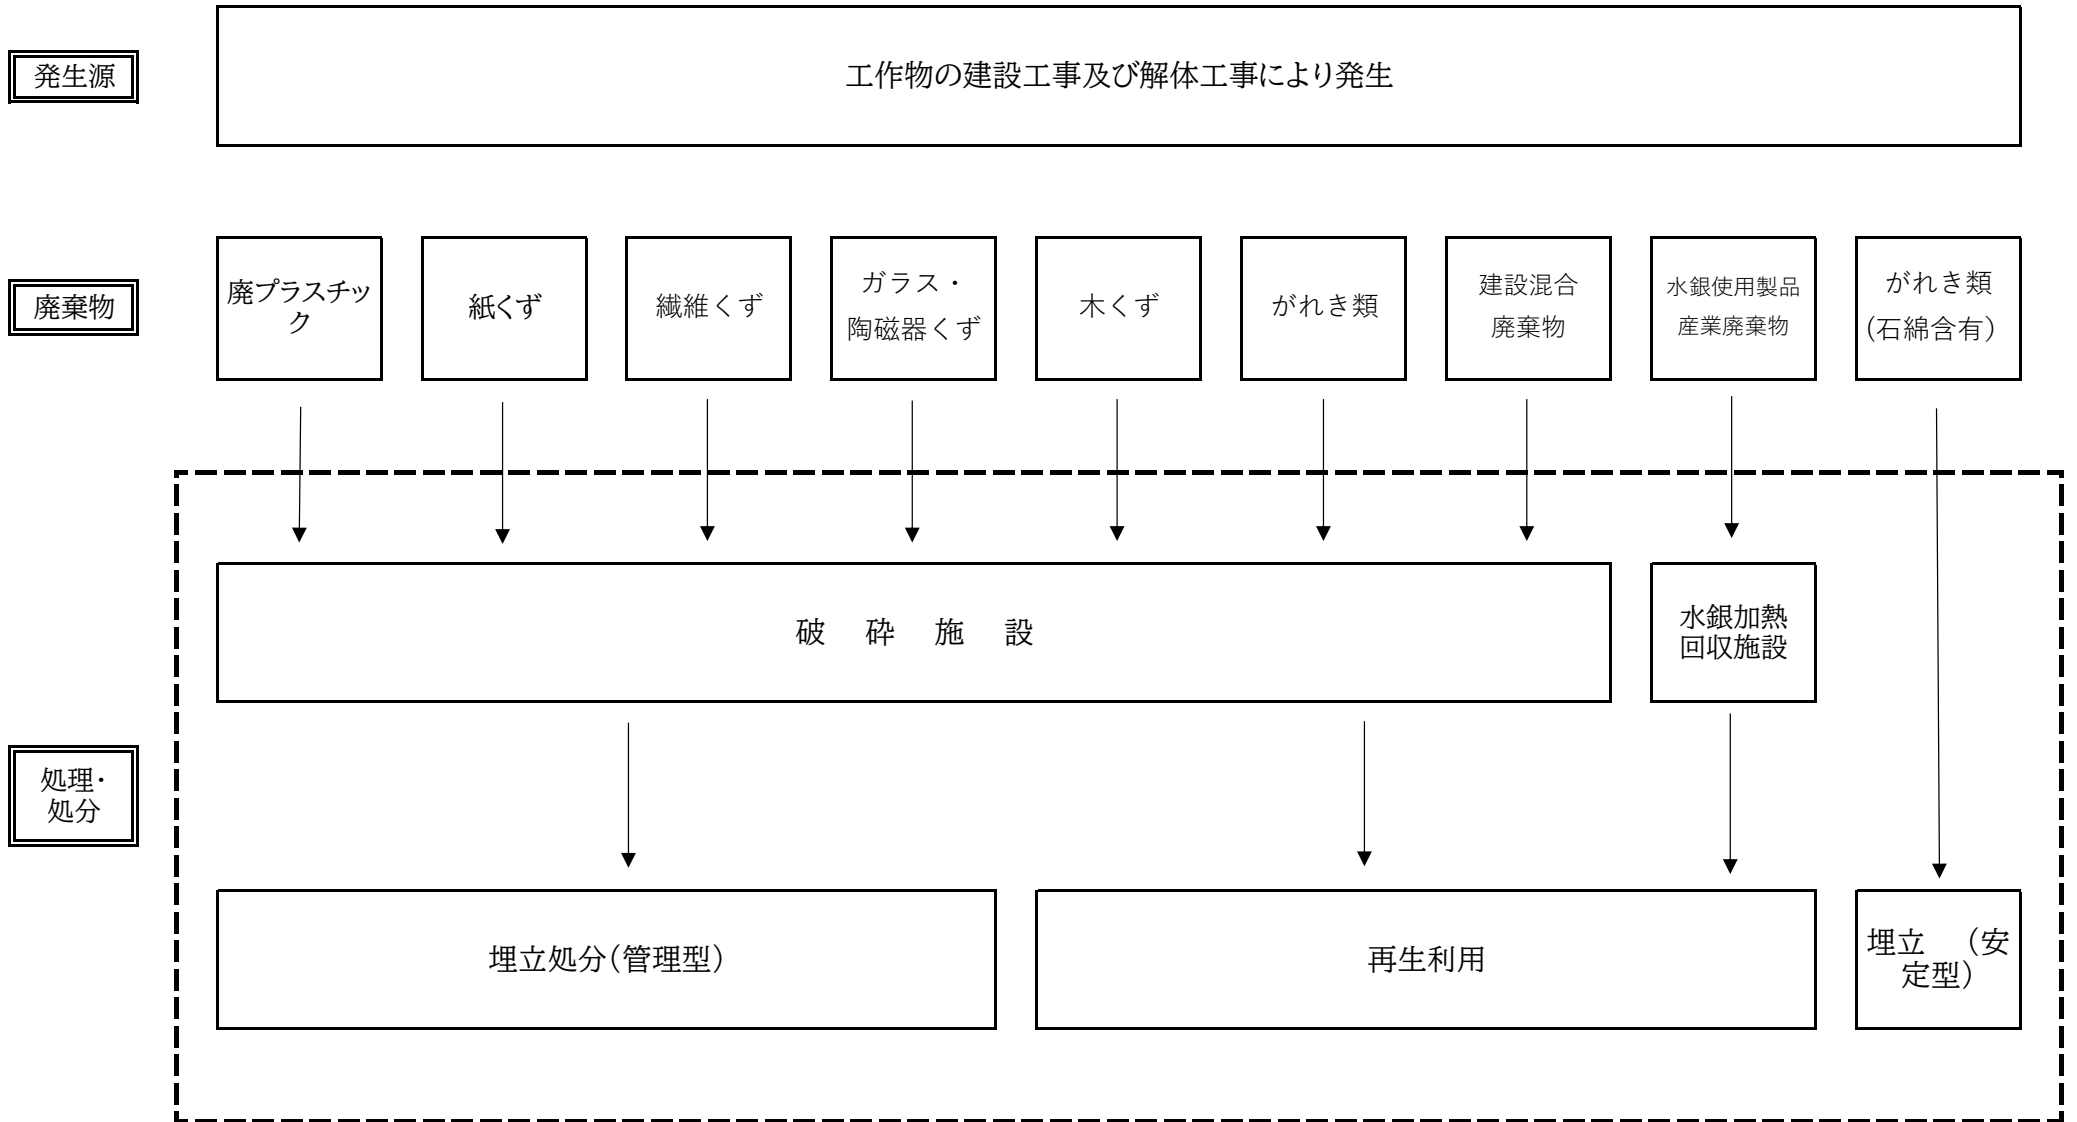 発生源
工作物の建設工事及び解体工事により発生
廃棄物
廃プラスチッ
ク
紙くず
繊維くず
ガラス・
陶磁器くず
木くず
がれき類
建設混合
廃棄物
水銀使用製品
産業廃棄物
がれき類
(石綿含有)
処理・
処分
破　砕　施　設
水銀加熱
回収施設
埋立処分(管理型)
再生利用
埋立　(安
定型)